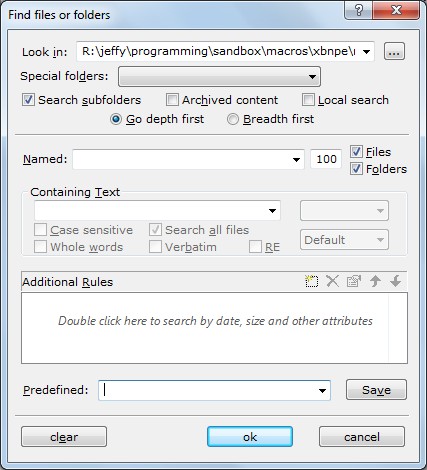 Find files or folders
Look in: R:\jeffy\programming\sandbox\macros\xbnpe\ ...
Special folders:
Search subfolders Archived content Local search
Go depth first Breadth first
Named: 100 Files
Folders
Containing Text
Case sensitive Search all files
Whole words Verbatim RE Default
Additional Rules
Double click here to search by date, size and other attributes
Predefined: Save
clear ok cancel